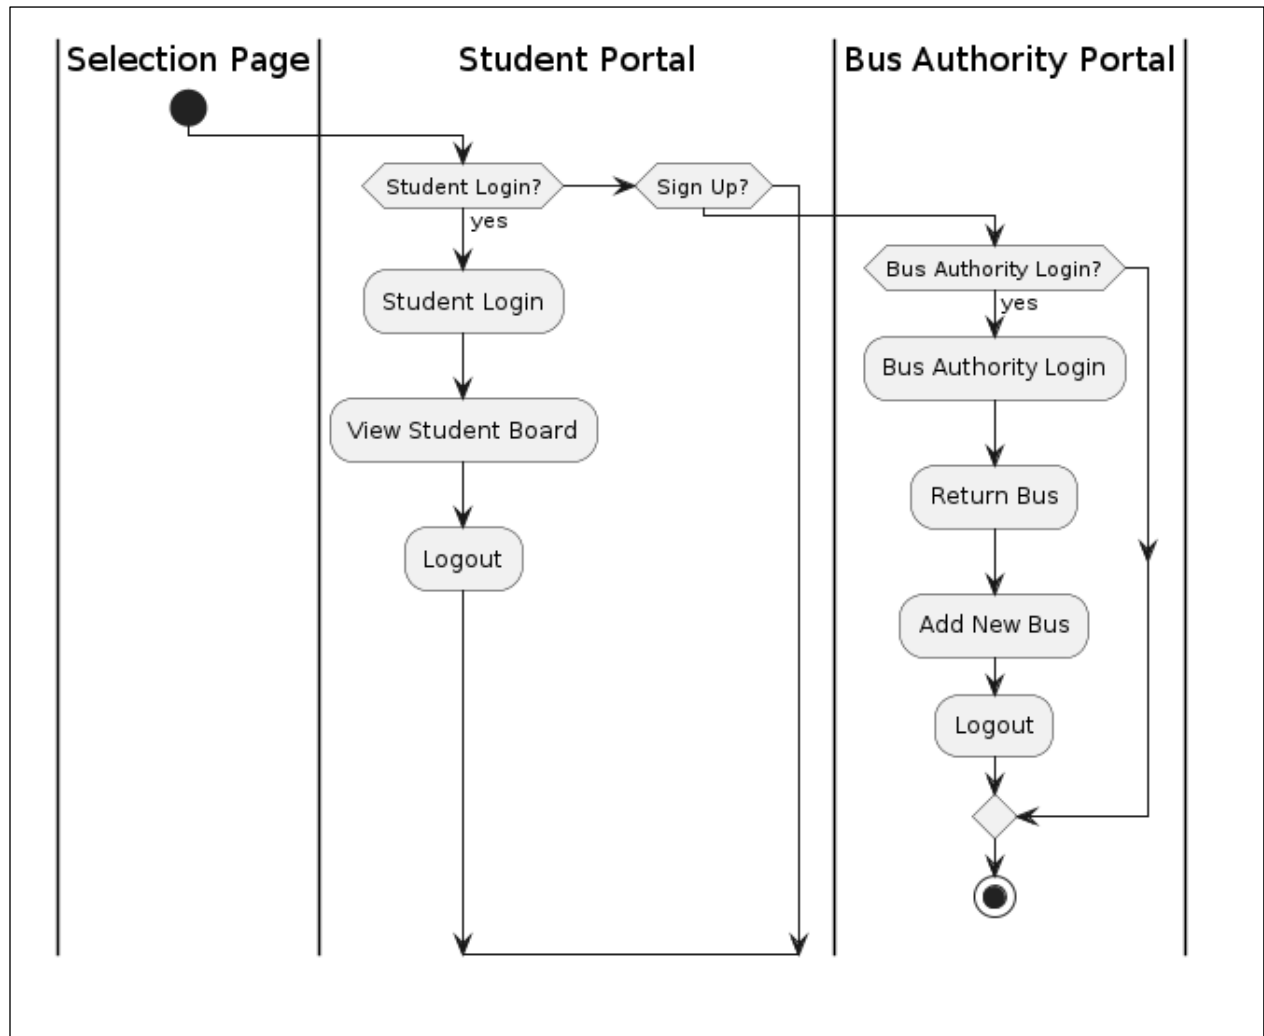 Selection Page
Student Portal
Bus Authority Portal
Student Login?
Sign Up?
yes
Bus Authority Login?
yes
Student Login
Bus Authority Login
View Student Board
Return Bus
Logout
Add New Bus
Logout